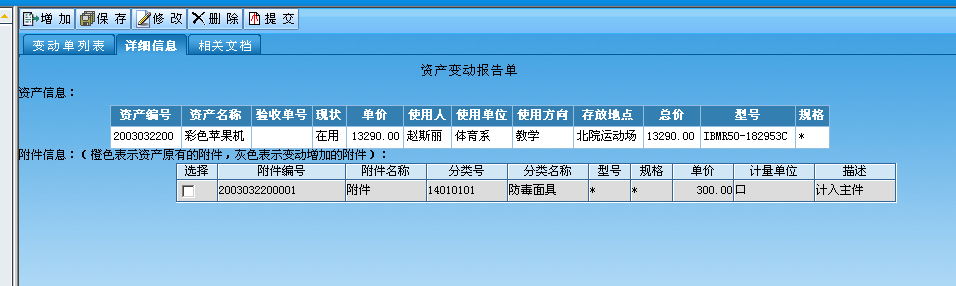 增 加 保 存 修 改 删 除 提 交
变动单列表 详细信息 相关文档
资产变动报告单
资产信息：
资产编号 资产名称 验收单号 现状 单价 使用人 使用单位 使用方向 存放地点 总价 型号 规格
2003032200 彩色苹果机 在用 13290.00 赵斯丽 体育系 教学 北院运动场 13290.00 IBMR50-182953C *
附件信息：（橙色表示资产原有的附件，灰色表示变动增加的附件）：
选择 附件编号 附件名称 分类号 分类名称 型号 规格 单价 计量单位 描述
2003032200001 附件 14010101 防毒面具 * * 300.00 口 计入主件